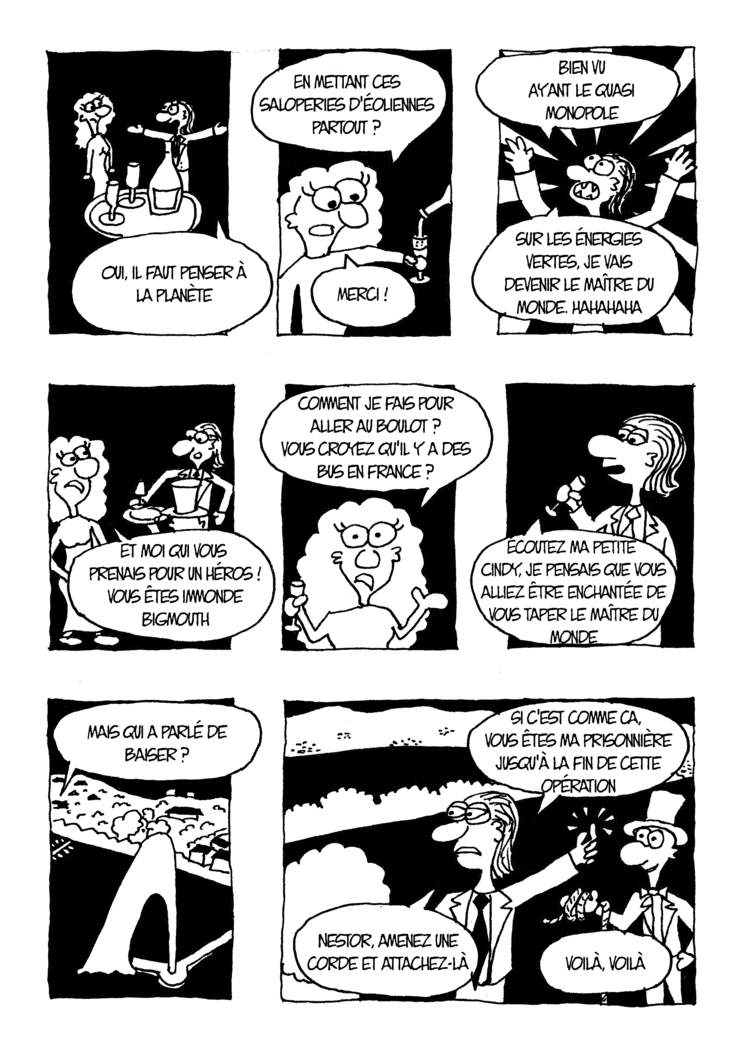 OUI, IL FAUT PENSER À
LA PLANÈTE
EN METTANT CES
SALOPERIES D'ÉOLIENNES
PARTOUT ?
MERCI !
BIEN VU
AYANT LE QUASI
MONOPOLE
SUR LES ÉNERGIES
VERTES, JE VAIS
DEVENIR LE MAÎTRE DU
MONDE. HAHAHAHA
ET MOI QUI VOUS
PRENAIS POUR UN HÉROS !
VOUS ÊTES IMMONDE
BIGMOUTH
COMMENT JE FAIS POUR
ALLER AU BOULOT ?
VOUS CROYEZ QU'IL Y A DES
BUS EN FRANCE ?
ECOUTEZ MA PETITE
CINDY, JE PENSAIS QUE VOUS
ALLIEZ ÊTRE ENCHANTÉE DE
VOUS TAPER LE MAÎTRE DU
MONDE
MAIS QUI A PARLÉ DE
BAISER ?
SI C'EST COMME CA,
VOUS ÊTES MA PRISONNIÈRE
JUSQU'À LA FIN DE CETTE
OPÉRATION
NESTOR, AMENEZ UNE
CORDE ET ATTACHEZ-LÀ
VOILÀ, VOILÀ